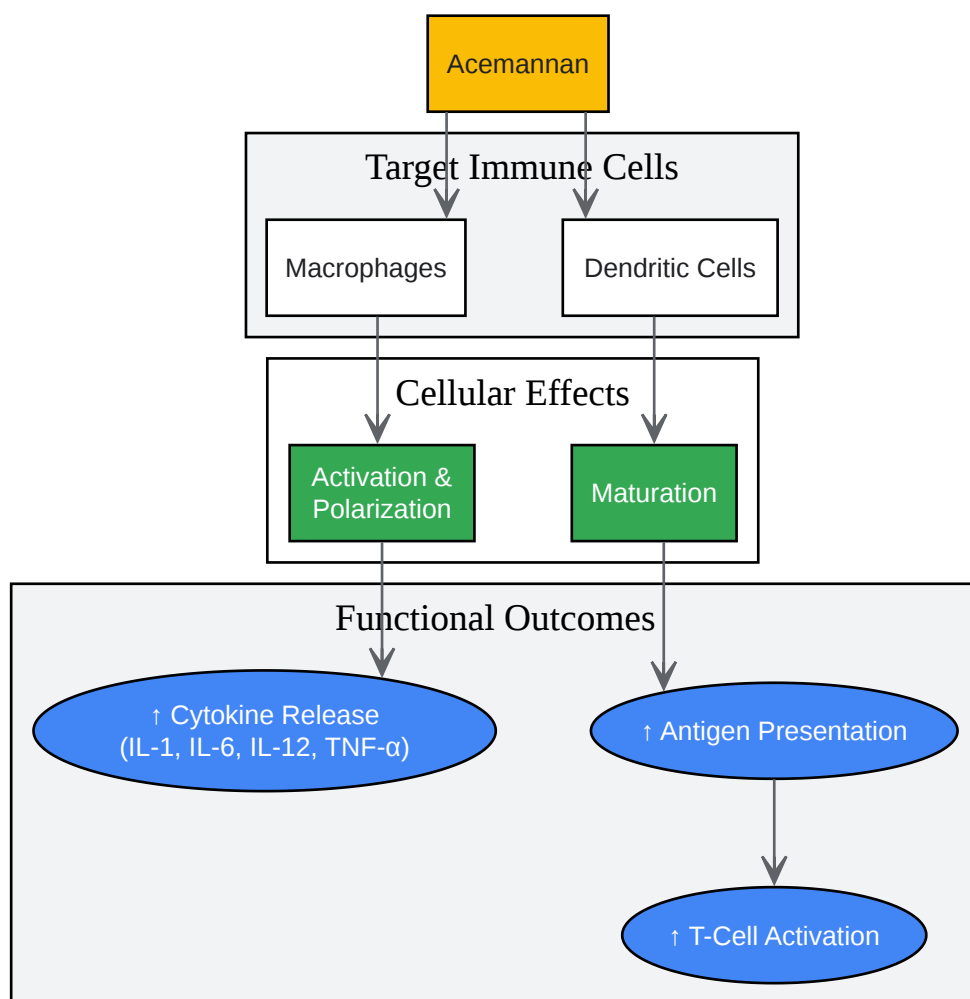 Acemannan
Target Immune Cells
Macrophages
Dendritic Cells
Cellular Effects
Activation &
Polarization
Maturation
Functional Outcomes
↑ Cytokine Release
(IL-1, IL-6, IL-12, TNF-α)
↑ Antigen Presentation
↑ T-Cell Activation